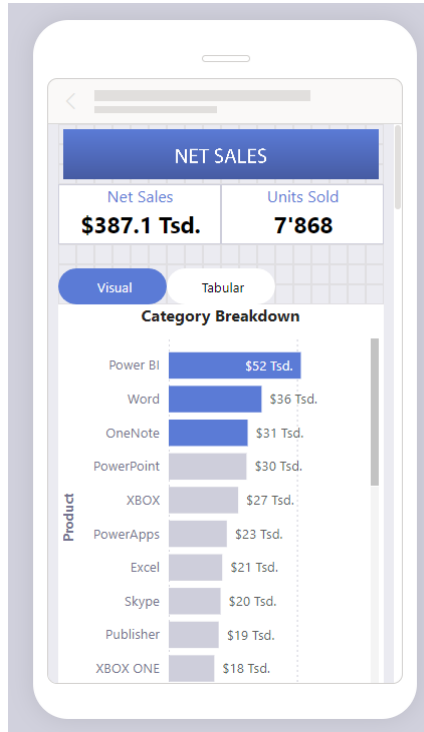 NET SALES
Net Sales Units Sold
$387.1 Tsd. 7'868
Visual Tabular
Category Breakdown
Product
Power BI $52 Tsd.
Word $36 Tsd.
OneNote $31 Tsd.
PowerPoint $30 Tsd.
XBOX $27 Tsd.
PowerApps $23 Tsd.
Excel $21 Tsd.
Skype $20 Tsd.
Publisher $19 Tsd.
XBOX ONE $18 Tsd.